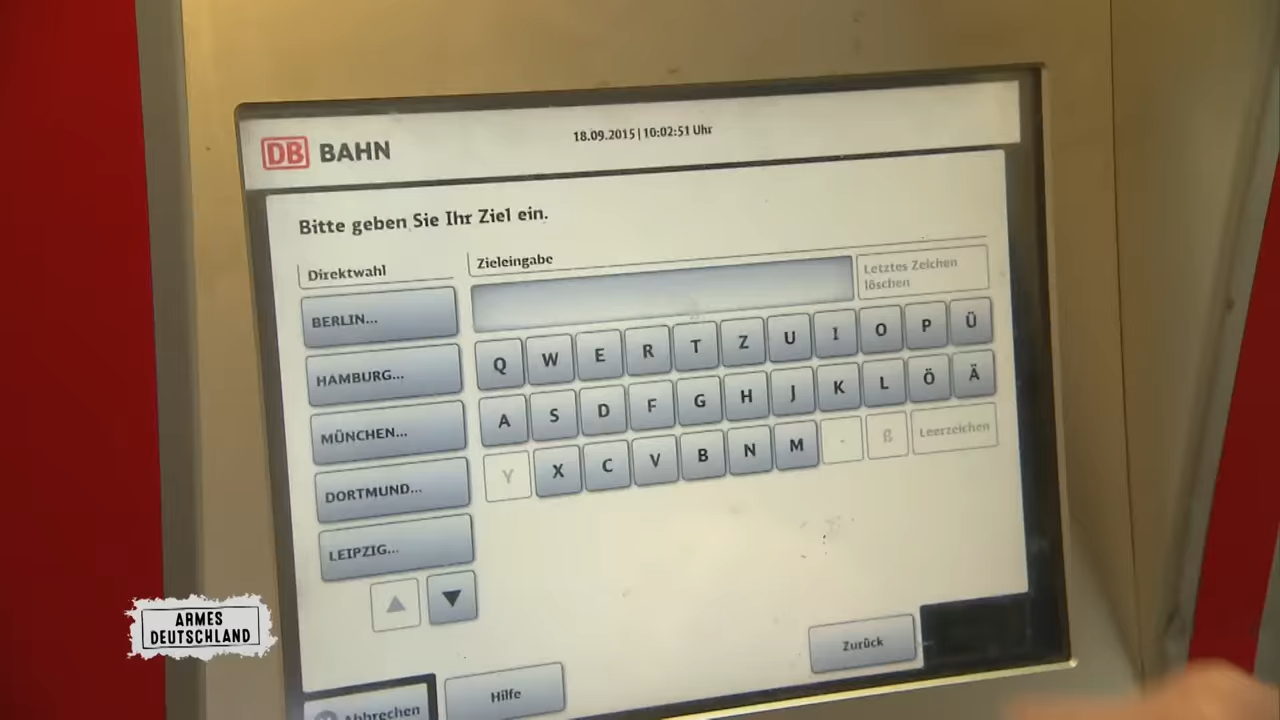 DB BAHN
18.09.2015 | 10:02:51 Uhr
Bitte geben Sie Ihr Ziel ein.
Direktwahl
Zieleingabe
Letztes Zeichen
löschen
BERLIN...
HAMBURG...
MÜNCHEN...
DORTMUND...
LEIPZIG...
Q W E R T Z U I O P Ü
A S D F G H J K L Ö Ä
Y X C V B N M . ß Leerzeichen
Zurück
Hilfe
Abbrechen
ARMES
DEUTSCHLAND